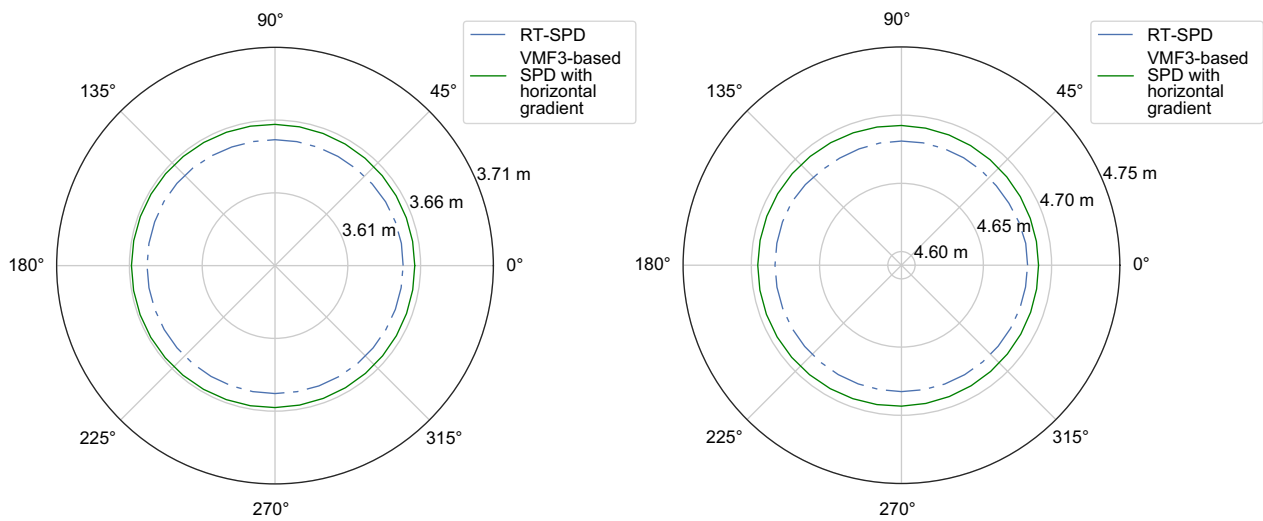 90°
RT-SPD
VMF3-based
SPD with
horizontal
gradient
135°
45°
3.71 m
3.66 m
3.61 m
180°
0°
225°
315°
270°
90°
RT-SPD
VMF3-based
SPD with
horizontal
gradient
135°
45°
4.75 m
4.70 m
4.65 m
4.60 m
180°
0°
225°
315°
270°